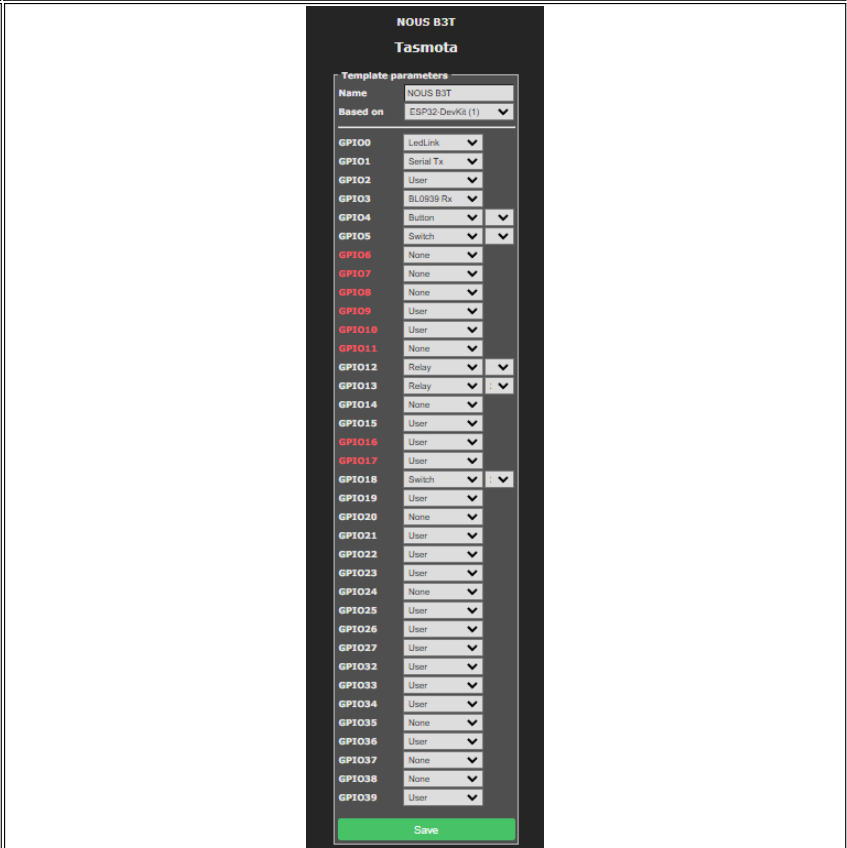 NOUS B3T
Tasmota
Template parameters
Name NOUS B3T
Based on ESP32-DevKit (1)
GPIO0 LedLink
GPIO1 Serial Tx
GPIO2 User
GPIO3 BL0939 Rx
GPIO4 Button
GPIO5 Switch
GPIO6 None
GPIO7 None
GPIO8 None
GPIO9 User
GPIO10 User
GPIO11 None
GPIO12 Relay
GPIO13 Relay
GPIO14 None
GPIO15 User
GPIO16 User
GPIO17 User
GPIO18 Switch
GPIO19 User
GPIO20 None
GPIO21 User
GPIO22 User
GPIO23 User
GPIO24 None
GPIO25 User
GPIO26 User
GPIO27 User
GPIO32 User
GPIO33 User
GPIO34 User
GPIO35 None
GPIO36 User
GPIO37 None
GPIO38 None
GPIO39 User
Save